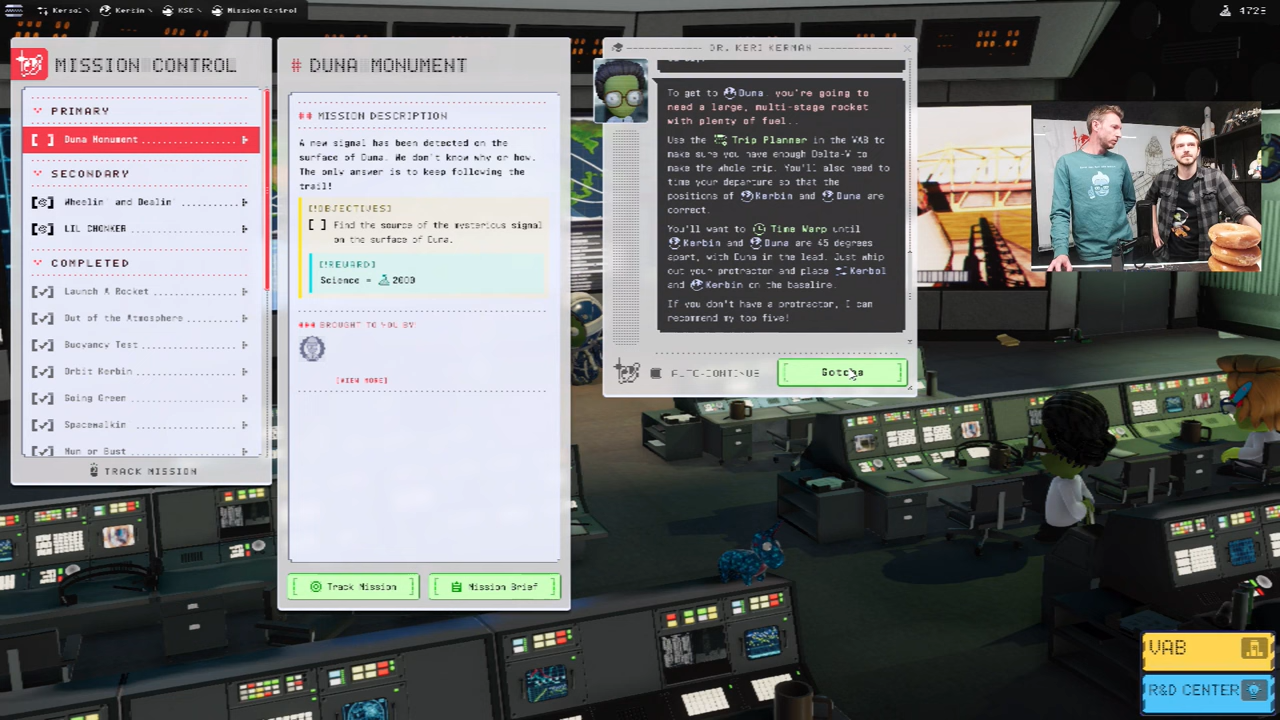 Kerbol Kerbin KSC Mission Control
4728
MISSION CONTROL
PRIMARY
[ ] Duna Monument
SECONDARY
Wheelin' and Dealin'
LIL CHONKER
COMPLETED
Launch A Rocket
Out of the Atmosphere
Buoyancy Test
Orbit Kerbin
Going Green
Spacewalkin'
Mun or Bust
TRACK MISSION
# DUNA MONUMENT
## MISSION DESCRIPTION
A new signal has been detected on the
surface of Duna. We don't know why or how.
The only answer is to keep following the
trail!
[!OBJECTIVES]
[ ] Find the source of the mysterious signal
on the surface of Duna.
[!REWARD]
Science = 2000
### BROUGHT TO YOU BY
[VIEW MORE]
Track Mission
Mission Brief
DR. KERI KERMAN
To get to Duna, you're going to
need a large, multi-stage rocket
with plenty of fuel..
Use the Trip Planner in the VAB to
make sure you have enough Delta-V to
make the whole trip. You'll also need to
time your departure so that the
positions of Kerbin and Duna are
correct.
You'll want to Time Warp until
Kerbin and Duna are 45 degrees
apart, with Duna in the lead. Just whip
out your protractor and place Kerbol
and Kerbin on the baseline.
If you don't have a protractor, I can
recommend my top five!
AUTO-CONTINUE
Gotcha
VAB
R&D CENTER